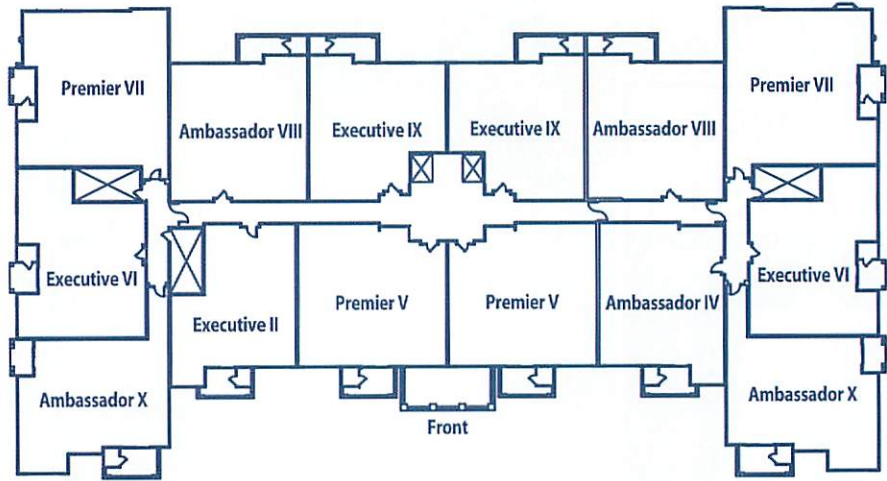 Premier VII
Premier VII
Ambassador VIII
Executive IX
Executive IX
Ambassador VIII
Executive VI
Executive VI
Executive II
Premier V
Premier V
Ambassador IV
Ambassador X
Ambassador X
Front